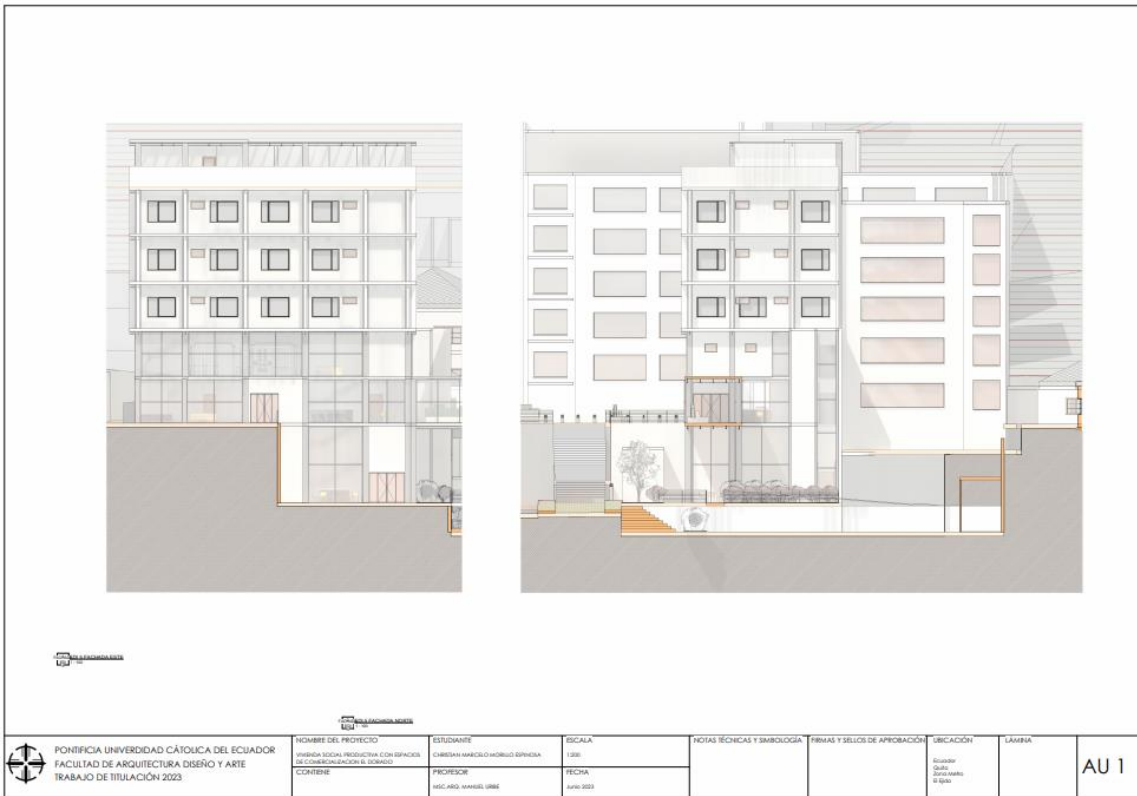 FACHADA ESTE
FACHADA NORTE
PONTIFICIA UNIVERDIDAD CATÓLICA DEL ECUADOR
FACULTAD DE ARQUITECTURA DISEÑO Y ARTE
TRABAJO DE TITULACIÓN 2023
NOMBRE DEL PROYECTO
VIVIENDA SOCIAL PRODUCTIVA CON ESPACIOS
DE COMERCIALIZACION EL DORADO
CONTIENE
ESTUDIANTE
CHRISTIAN MARCELO MORILLO ESPINOSA
PROFESOR
MSC.ARQ. MANUEL URIBE
ESCALA
1:200
FECHA
Junio 2023
NOTAS TÉCNICAS Y SIMBOLOGÍA
FIRMAS Y SELLOS DE APROBACIÓN
UBICACIÓN
Ecuador
Quito
Zona Metro
El Ejido
LÁMINA
AU 1